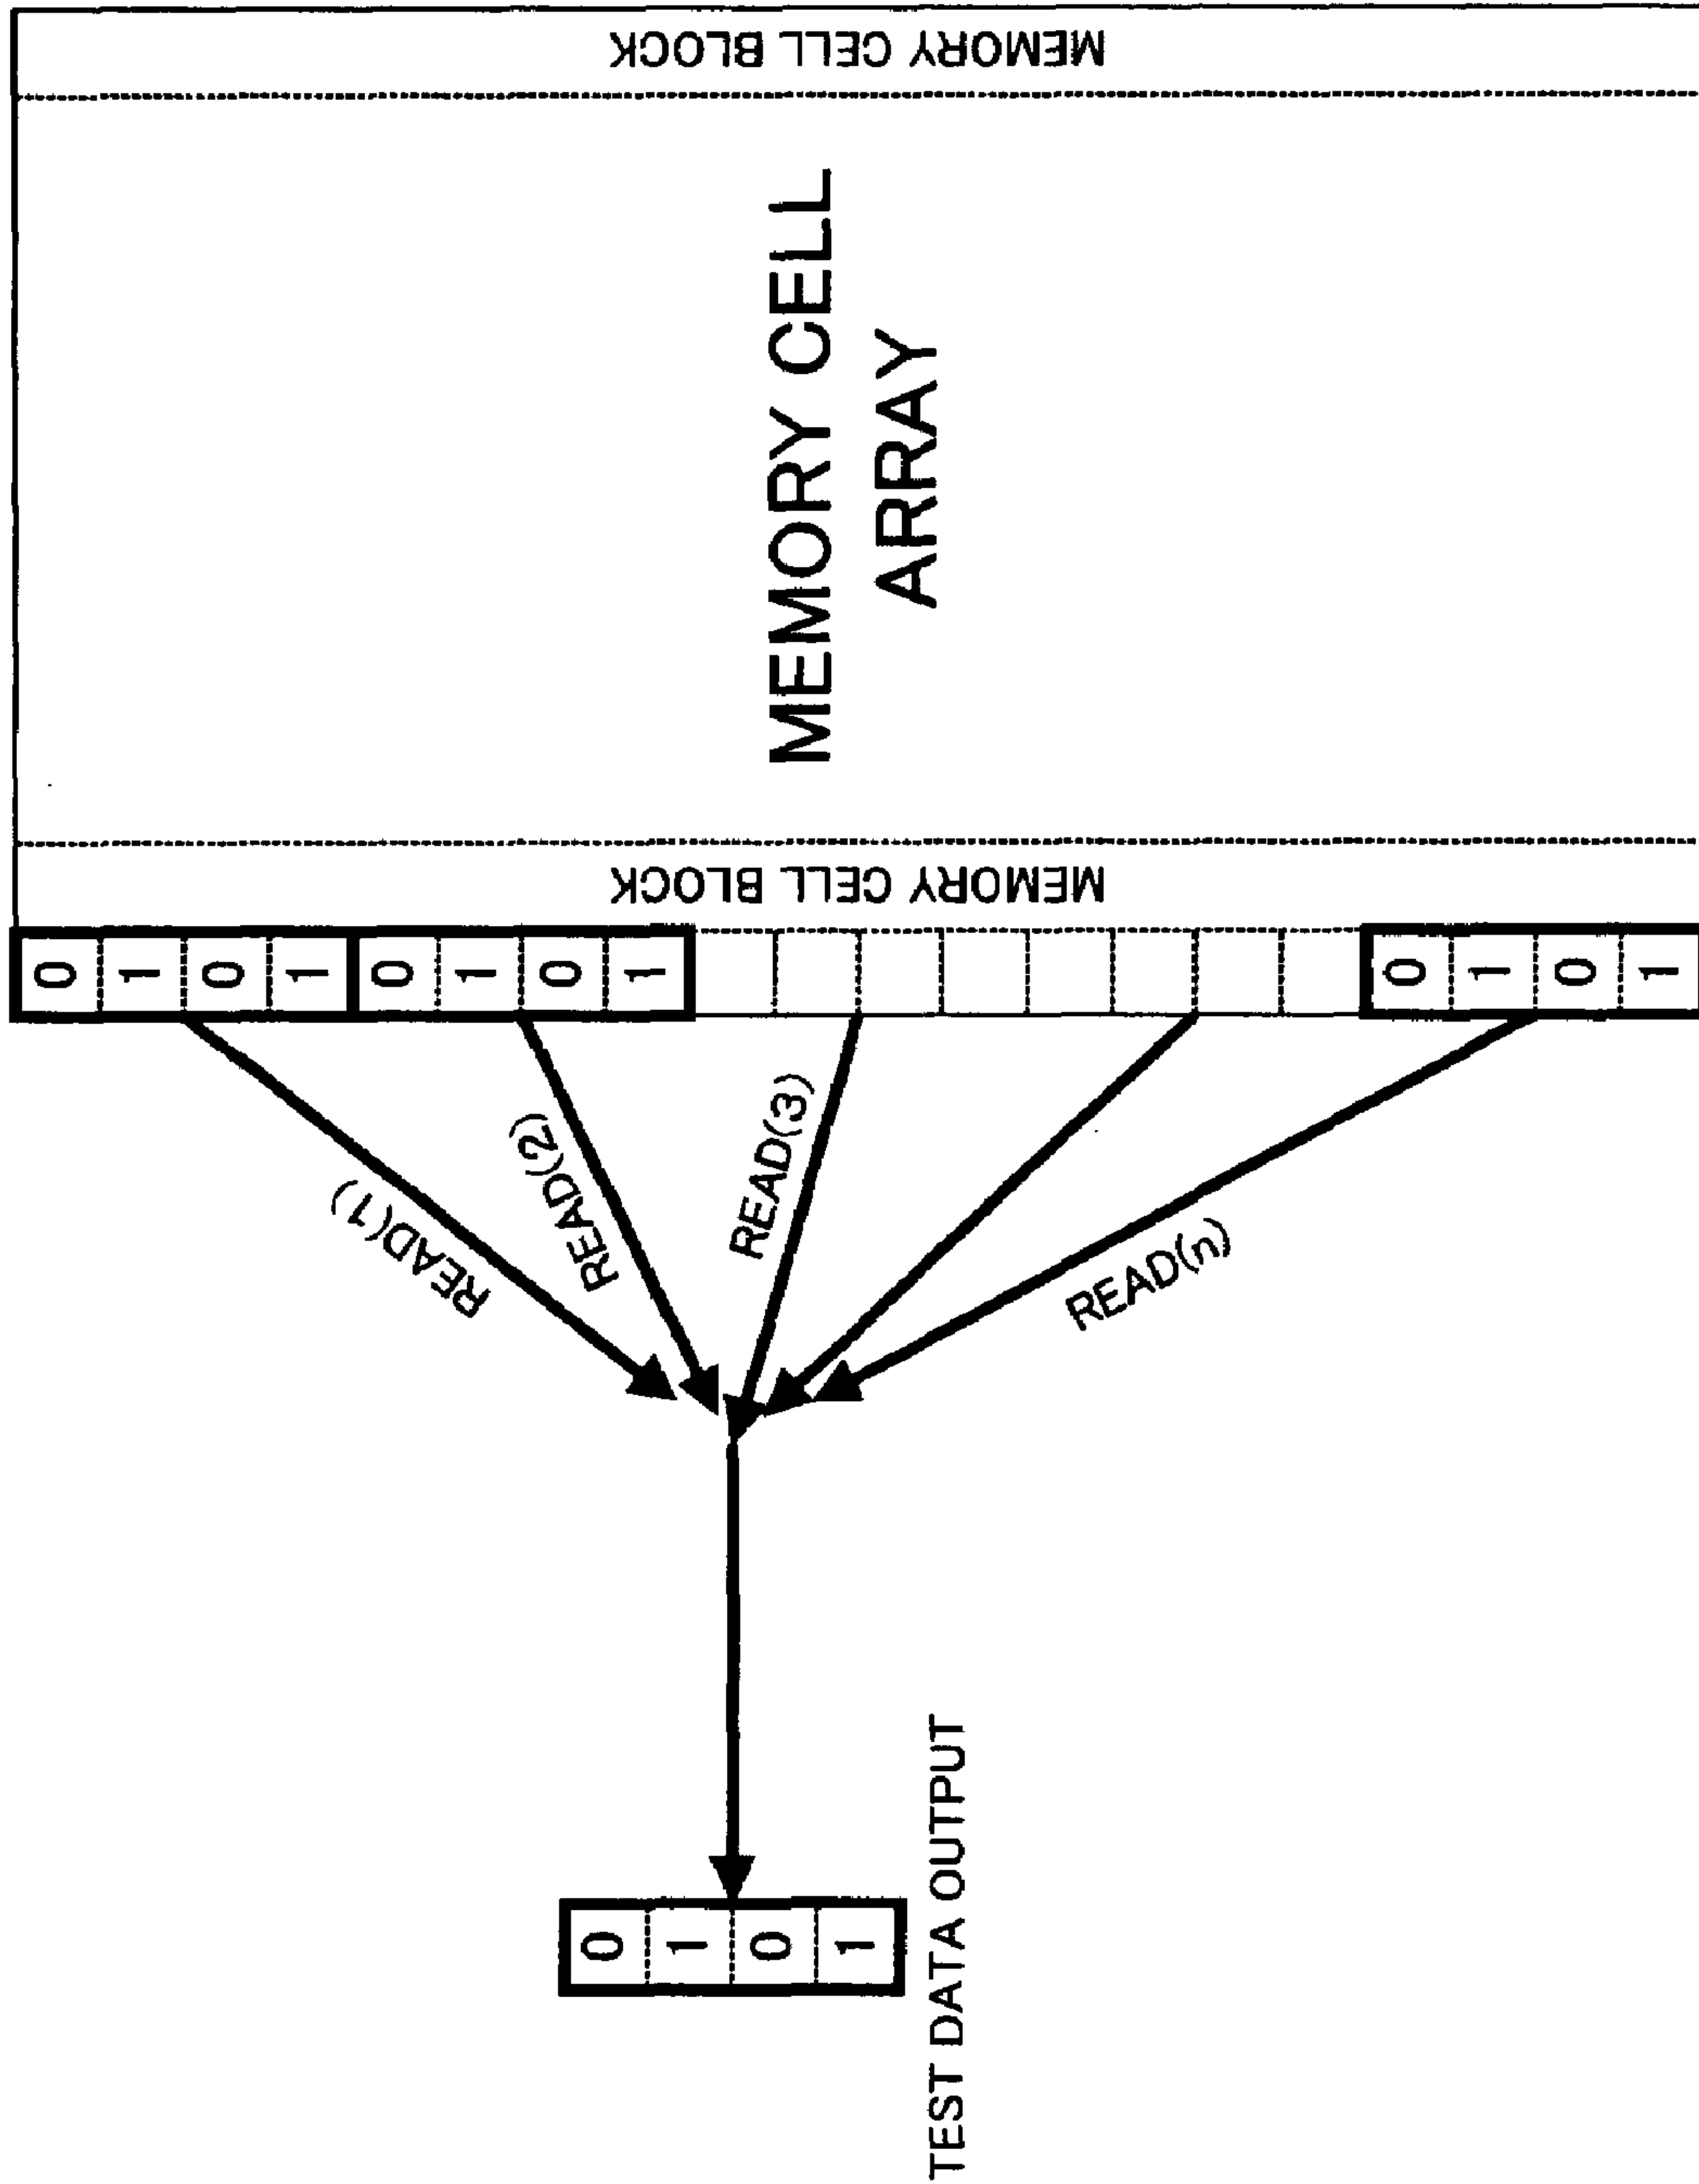 1 0 1 0
TEST DATA OUTPUT
READ(n)
READ(3)
READ(2)
READ(1)
1 0 1 0 1 0 1 0 1 0 1 0
MEMORY CELL BLOCK
MEMORY CELL
ARRAY
MEMORY CELL BLOCK